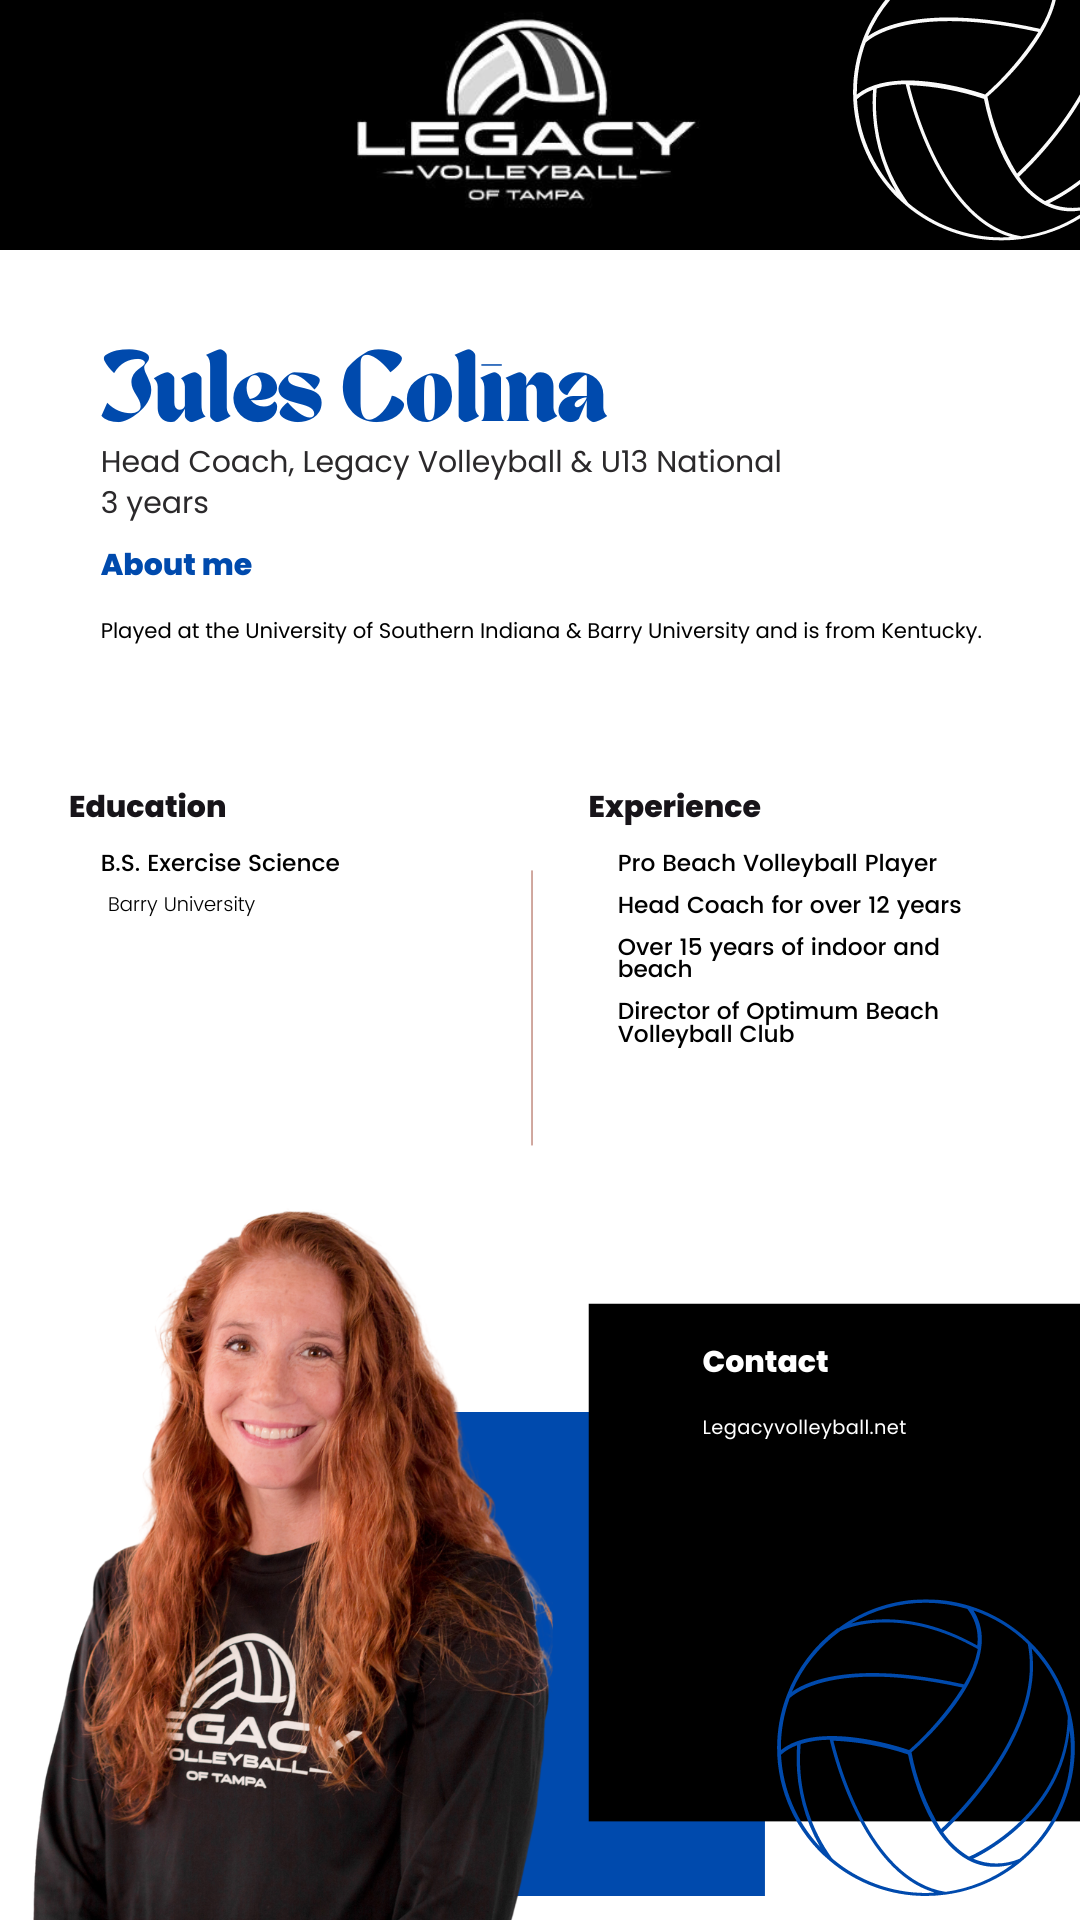 LEGACY
VOLLEYBALL
OF TAMPA
Jules Colina
Head Coach, Legacy Volleyball & U13 National
3 years
About me
Played at the University of Southern Indiana & Barry University and is from Kentucky.
Education
B.S. Exercise Science
Barry University
Experience
Pro Beach Volleyball Player
Head Coach for over 12 years
Over 15 years of indoor and
beach
Director of Optimum Beach
Volleyball Club
Contact
Legacyvolleyball.net
EGACY
OLLEYBALL
OF TAMPA